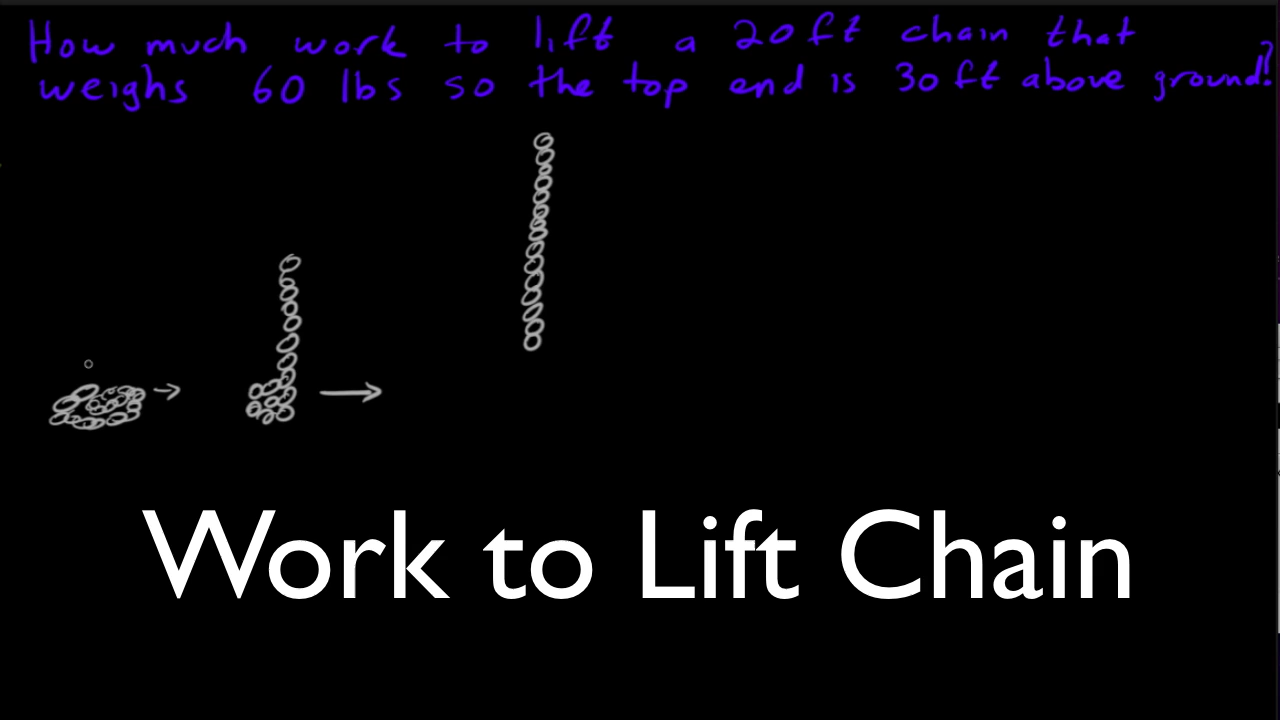 How much work to lift a 20ft chain that
weighs 60 lbs so the top end is 30ft above ground?
Work to Lift Chain